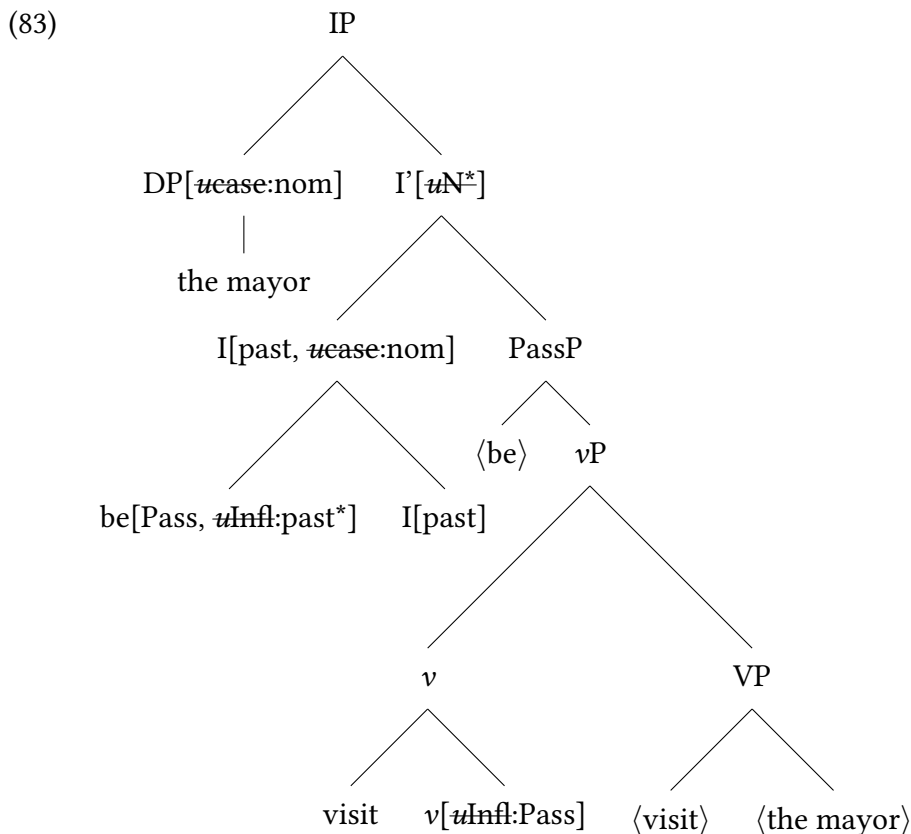 (83) IP
DP[ucase:nom] I’[uN*]
the mayor
I[past, ucase:nom] PassP
⟨be⟩ vP
be[Pass, uInfl:past*] I[past]
v VP
visit v[uInfl:Pass] ⟨visit⟩ ⟨the mayor⟩